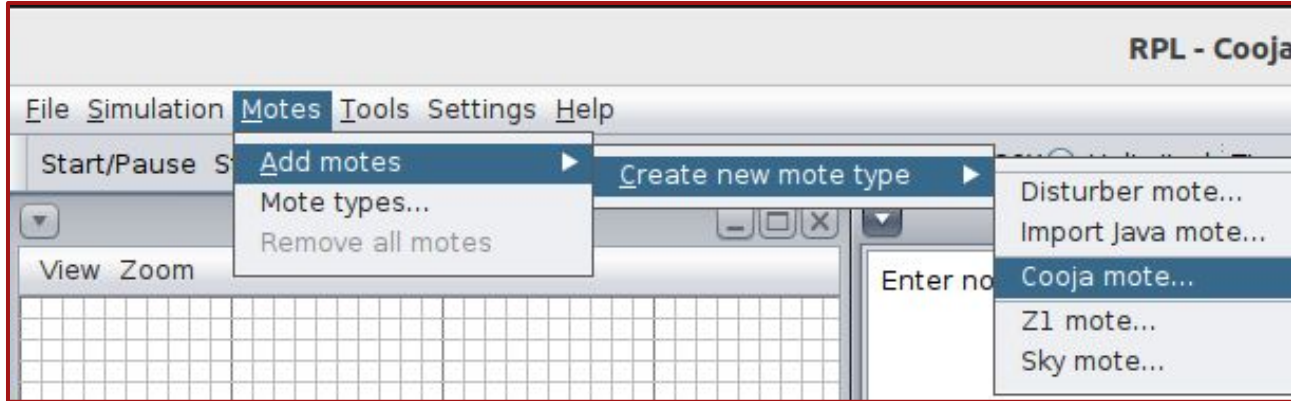 RPL - Cooja
File Simulation Motes Tools Settings Help
Start/Pause
Add motes
Create new mote type
Mote types...
Remove all motes
Disturber mote...
Import Java mote...
Cooja mote...
Z1 mote...
Sky mote...
View Zoom
Enter